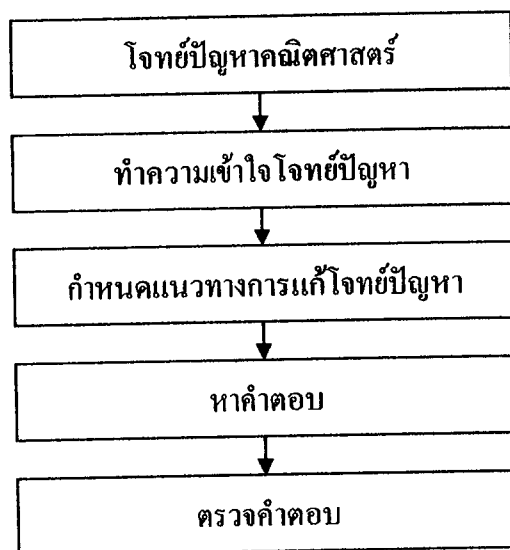 โจทย์ปัญหาคณิตศาสตร์
ทำความเข้าใจโจทย์ปัญหา
กำหนดแนวทางการแก้โจทย์ปัญหา
หาคำตอบ
ตรวจคำตอบ